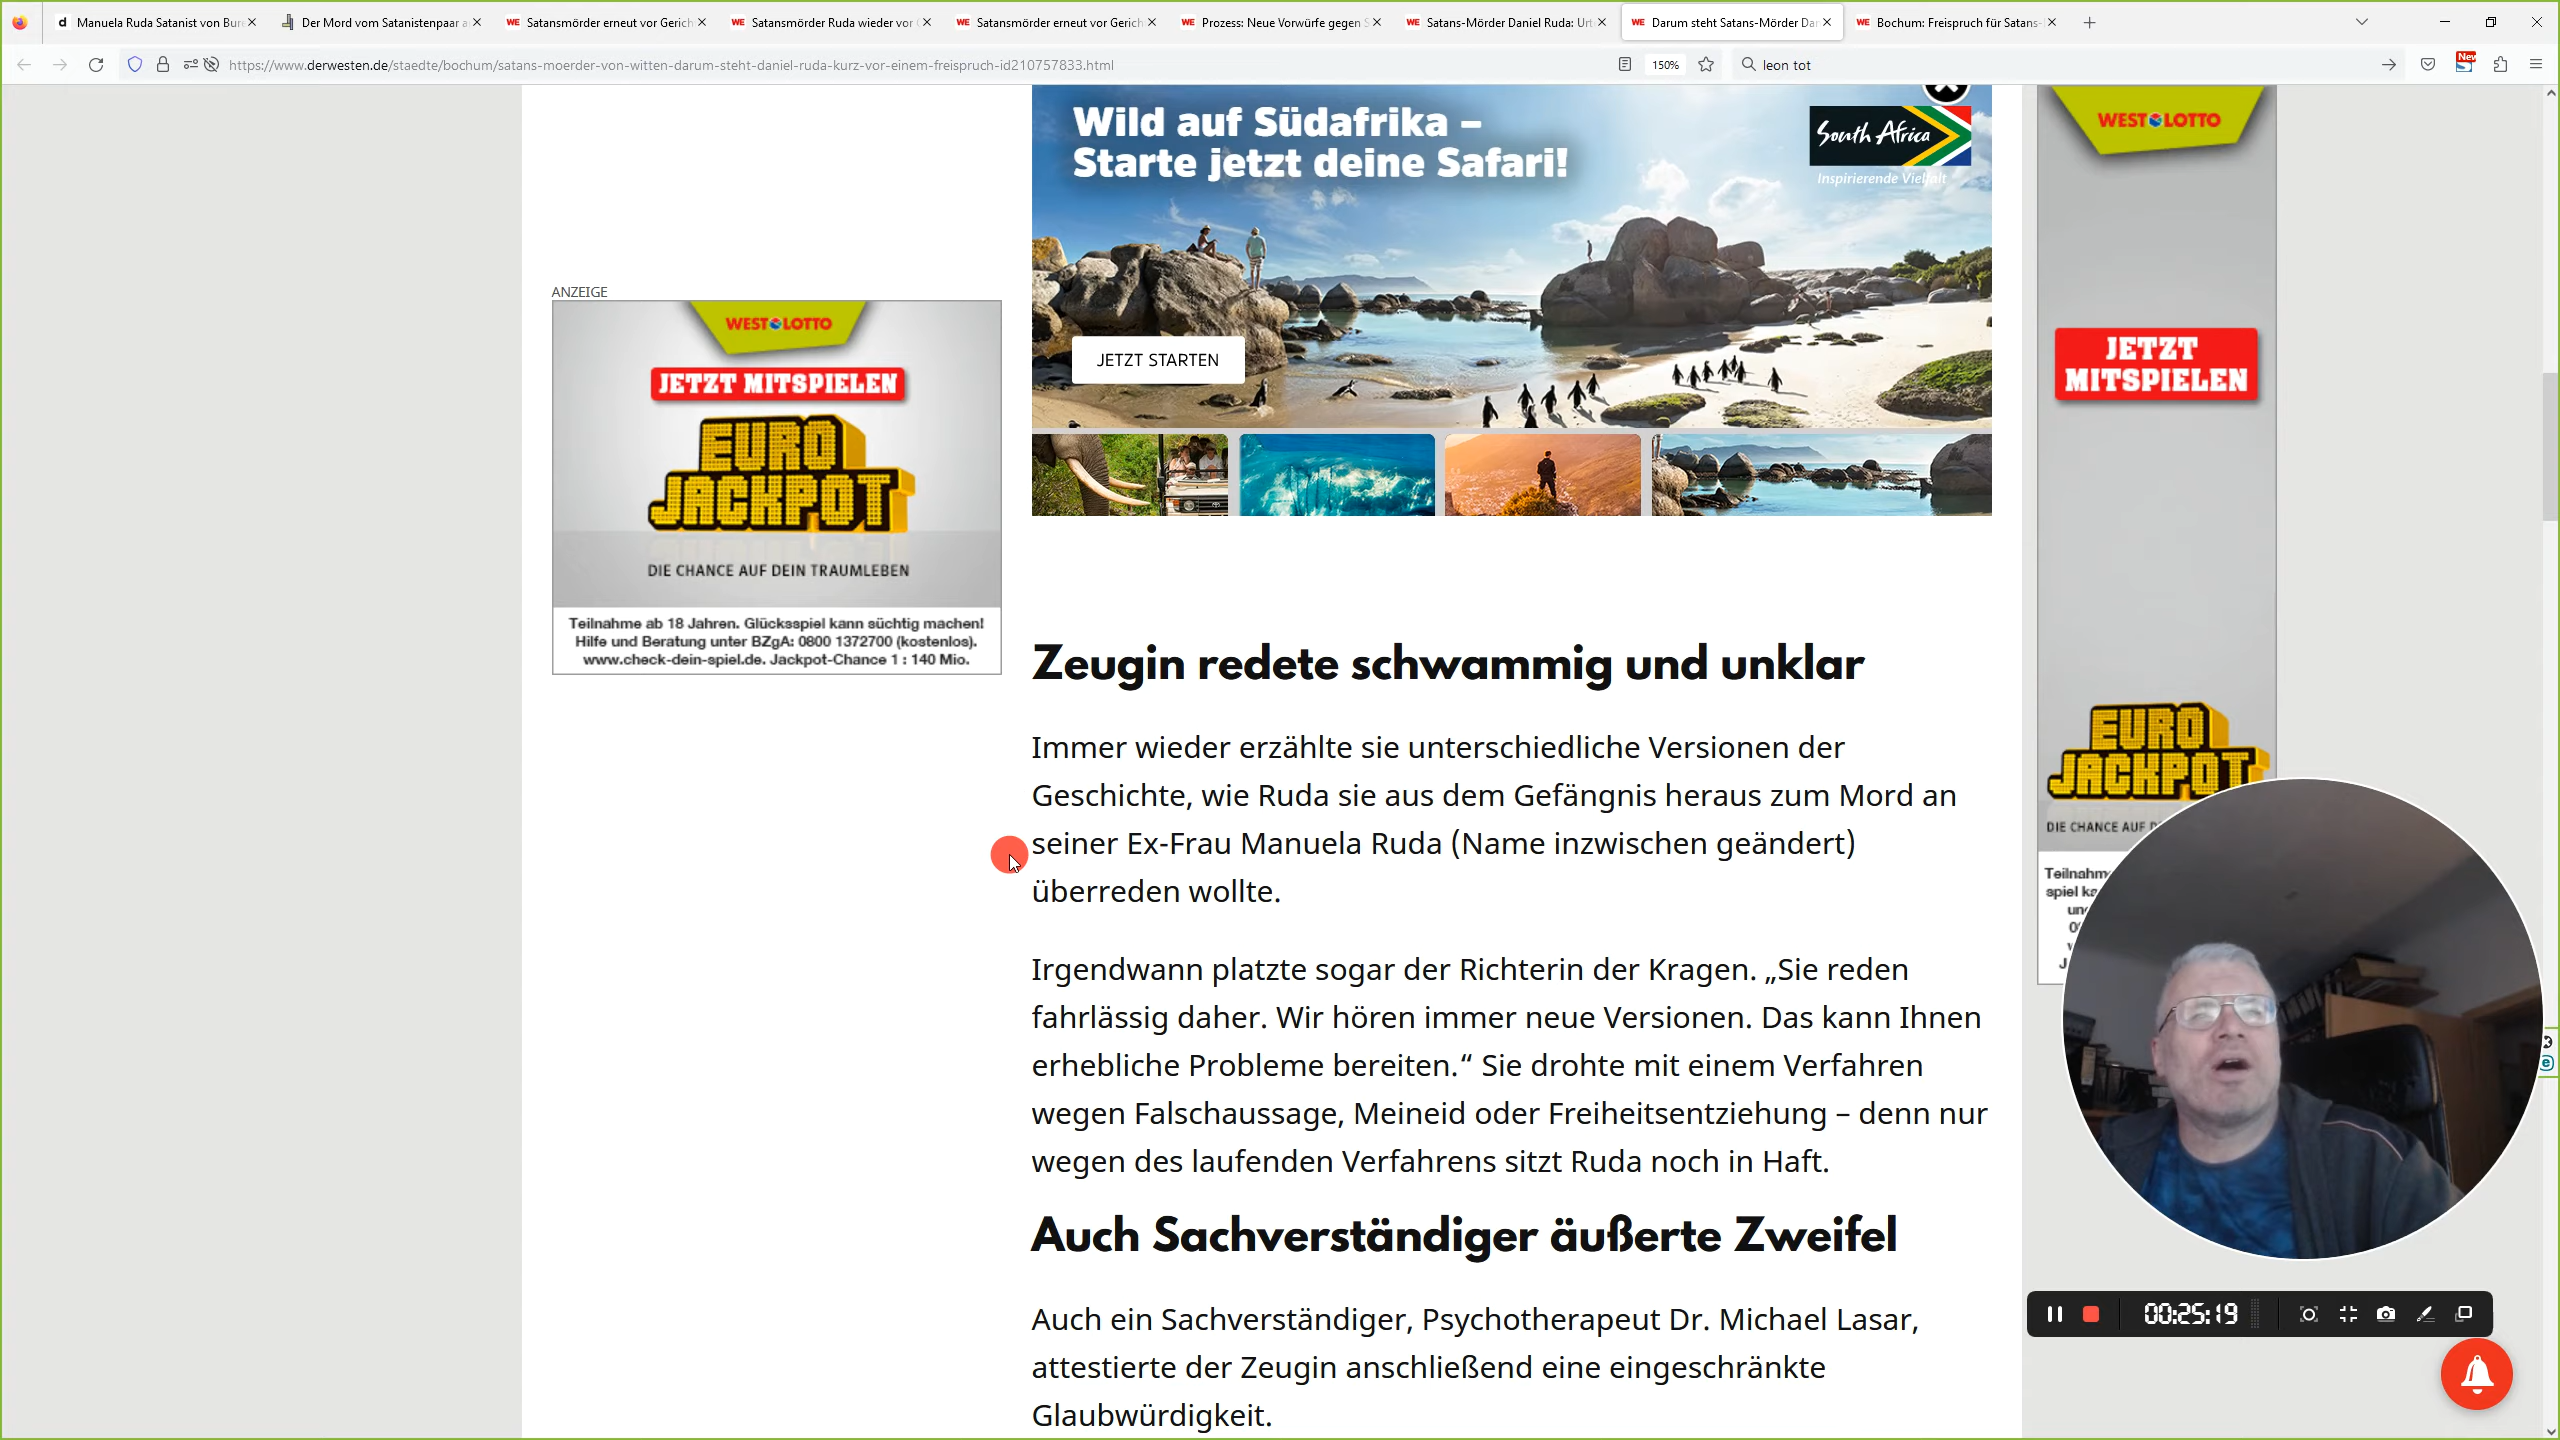 Manuela Ruda Satanist von Bur
Der Mord vom Satanistenpaar a
Satansmörder erneut vor Gerich
Satansmörder Ruda wieder vor
Satansmörder erneut vor Gerich
Prozess: Neue Vorwürfe gegen S
Satans-Mörder Daniel Ruda: Urt
Darum steht Satans-Mörder Da
Bochum: Freispruch für Satans-
https://www.derwesten.de/staedte/bochum/satans-moerder-von-witten-darum-steht-daniel-ruda-kurz-vor-einem-freispruch-id210757833.html
150%
leon tot
New
Wild auf Südafrika –
Starte jetzt deine Safari!
South Africa
Inspirierende Vielfalt
JETZT STARTEN
ANZEIGE
WESTLOTTO
JETZT MITSPIELEN
EURO
JACKPOT
DIE CHANCE AUF DEIN TRAUMLEBEN
Teilnahme ab 18 Jahren. Glücksspiel kann süchtig machen!
Hilfe und Beratung unter BZgA: 0800 1372700 (kostenlos).
www.check-dein-spiel.de. Jackpot-Chance 1 : 140 Mio.
Zeugin redete schwammig und unklar
Immer wieder erzählte sie unterschiedliche Versionen der
Geschichte, wie Ruda sie aus dem Gefängnis heraus zum Mord an
seiner Ex-Frau Manuela Ruda (Name inzwischen geändert)
überreden wollte.
Irgendwann platzte sogar der Richterin der Kragen. „Sie reden
fahrlässig daher. Wir hören immer neue Versionen. Das kann Ihnen
erhebliche Probleme bereiten.“ Sie drohte mit einem Verfahren
wegen Falschaussage, Meineid oder Freiheitsentziehung – denn nur
wegen des laufenden Verfahrens sitzt Ruda noch in Haft.
Auch Sachverständiger äußerte Zweifel
Auch ein Sachverständiger, Psychotherapeut Dr. Michael Lasar,
attestierte der Zeugin anschließend eine eingeschränkte
Glaubwürdigkeit.
WESTLOTTO
JETZT
MITSPIELEN
EURO
JACKPOT
DIE CHANCE AUF
Teilnahm
spiel ka
00:25:19